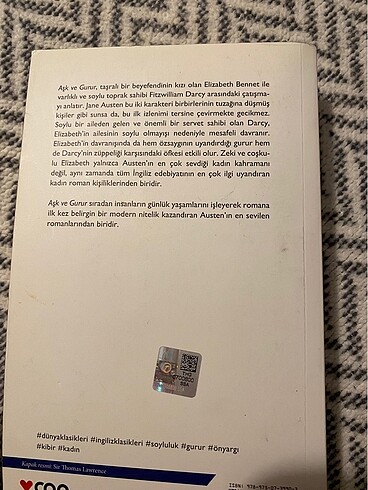 Aşk ve Gurur, taşralı bir beyefendinin kızı olan Elizabeth Bennet ile
varlıklı ve soylu toprak sahibi Fitzwilliam Darcy arasındaki çatışma-
yı anlatır. Jane Austen bu iki karakteri birbirlerinin tuzağına düşmüş
kişiler gibi sunsa da, bu ilk izlenimi tersine çevirmekte gecikmez.
Soylu bir aileden gelen ve önemli bir servet sahibi olan Darcy,
Elizabeth'in ailesinin soylu olmayışı nedeniyle mesafeli davranır.
Elizabeth'in davranışında da hem özsaygının uyandırdığı gurur hem
de Darcy'nin züppeliği karşısındaki öfkesi etkili olur. Zeki ve coşku-
lu Elizabeth yalnızca Austen'ın en çok sevdiği kadın kahramanı
değil, aynı zamanda tüm İngiliz edebiyatının en çok ilgi uyandıran
kadın roman kişiliklerinden biridir.
Aşk ve Gurur sıradan insanların günlük yaşamlarını işleyerek romana
ilk kez belirgin bir modern nitelik kazandıran Austen'ın en sevilen
romanlarından biridir.
#dünyaklasikleri #ingilizklasikleri #soyluluk #gurur #önyargı
#kibir #kadın
Kapak resmi: Sir Thomas Lawrence